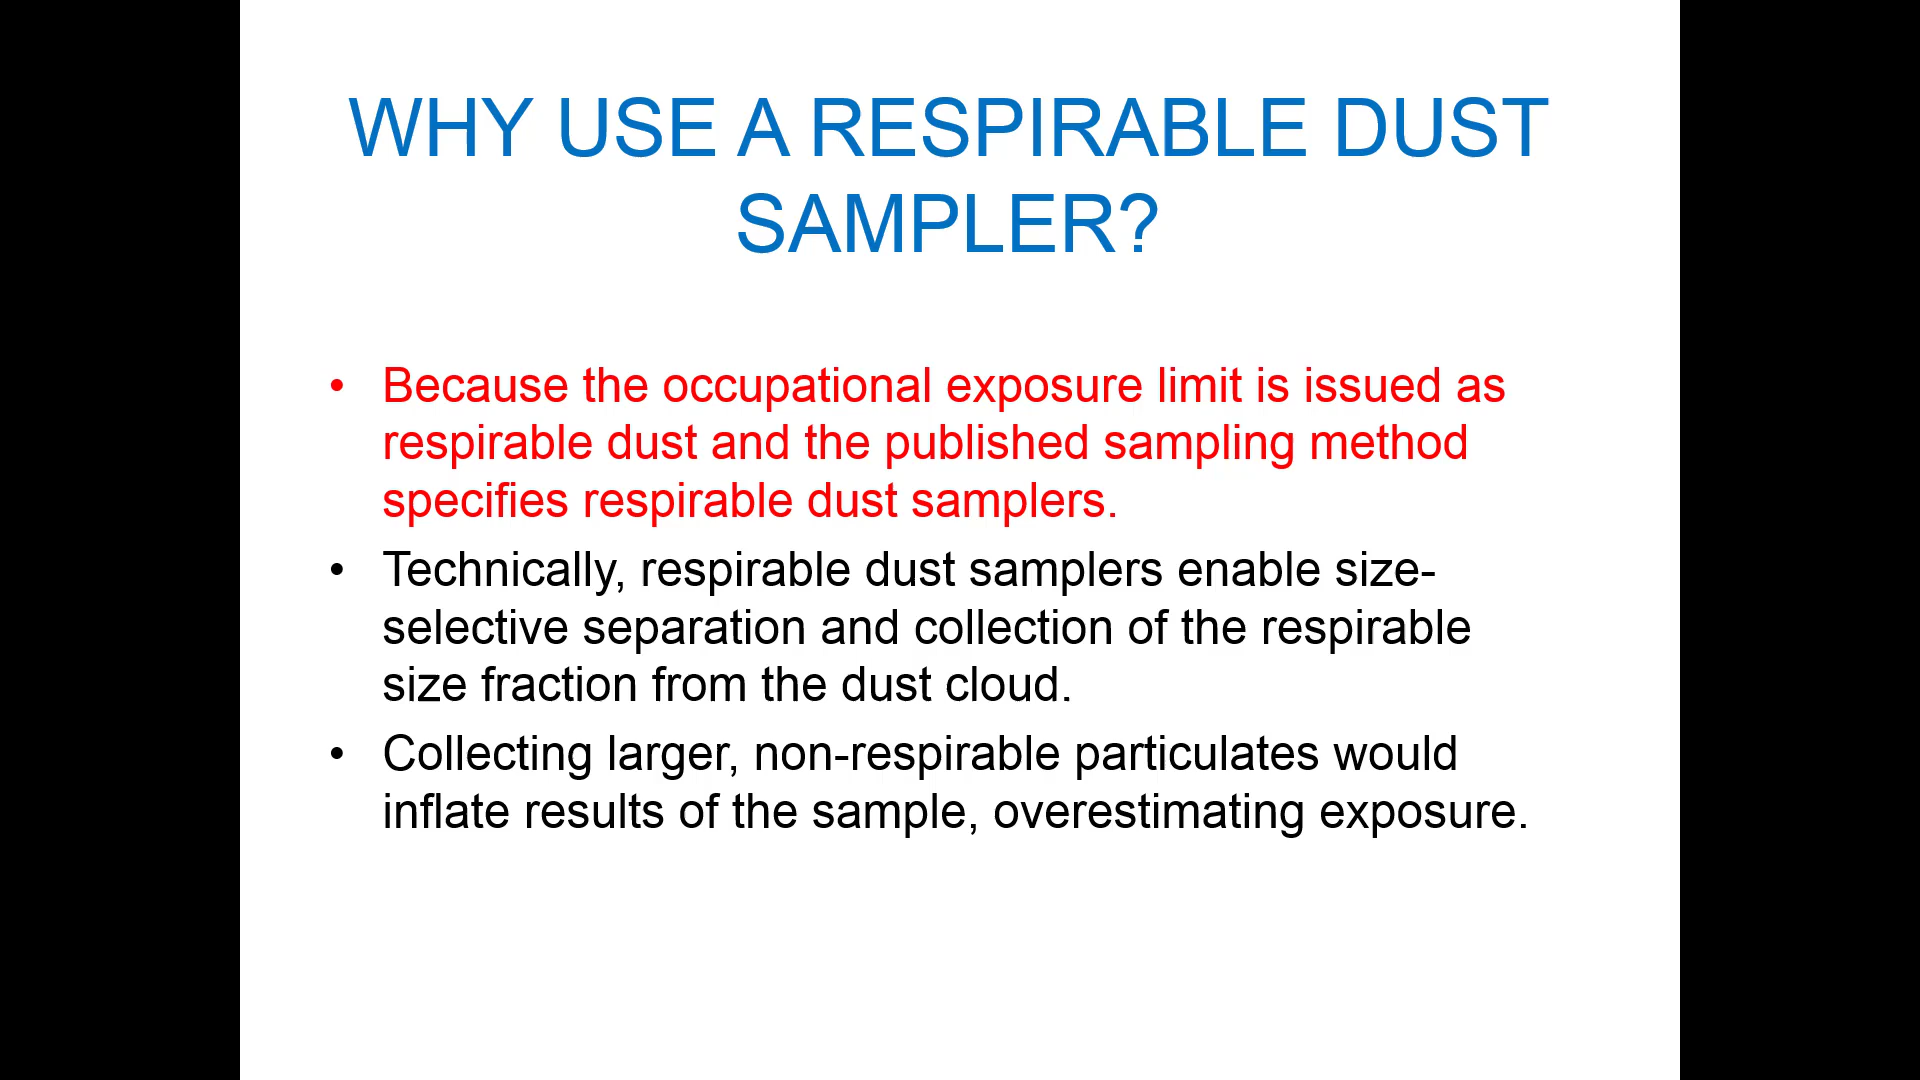 WHY USE A RESPIRABLE DUST
SAMPLER?
• Because the occupational exposure limit is issued as
respirable dust and the published sampling method
specifies respirable dust samplers.
• Technically, respirable dust samplers enable size-
selective separation and collection of the respirable
size fraction from the dust cloud.
• Collecting larger, non-respirable particulates would
inflate results of the sample, overestimating exposure.